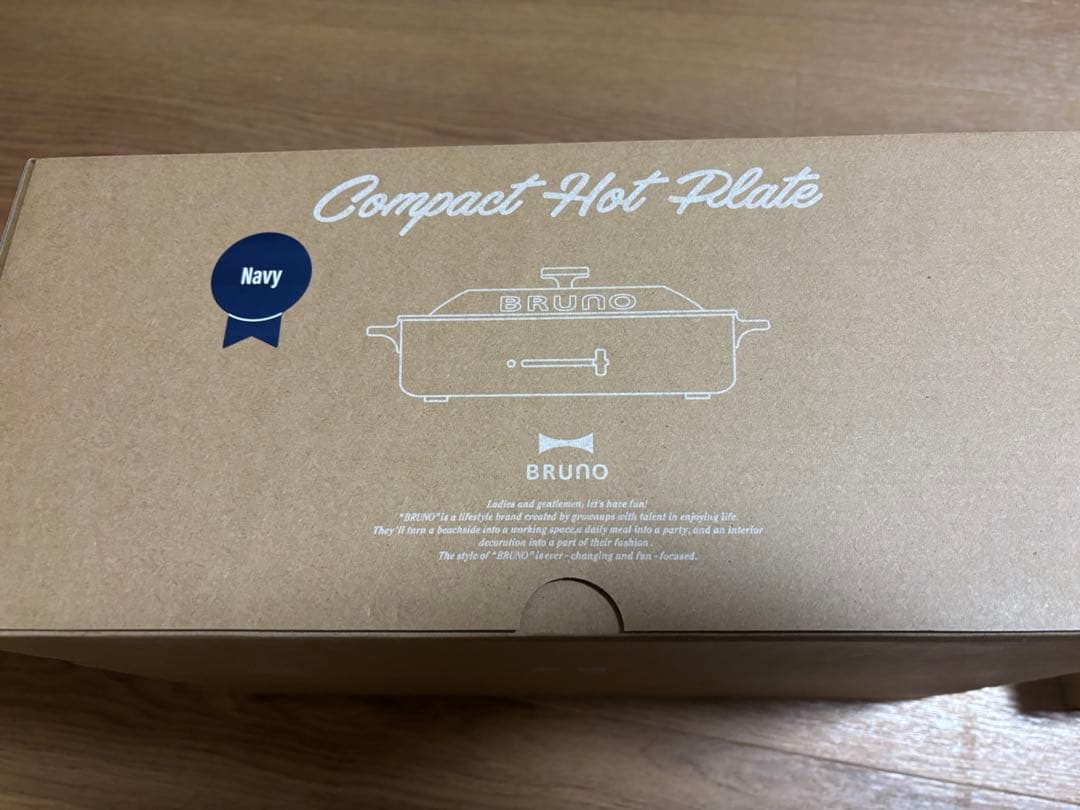 Compact Hot Plate
Navy
BRUNO
BRUNO
Ladies and gentlemen, let's have fun!
"BRUNO" is a lifestyle brand created by grownups with talent in enjoying life.
They'll turn a beachside into a working space,a daily meal into a party, and an interior
decoration into a part of their fashion .
The style of "BRUNO" is ever - changing and fun - focused.